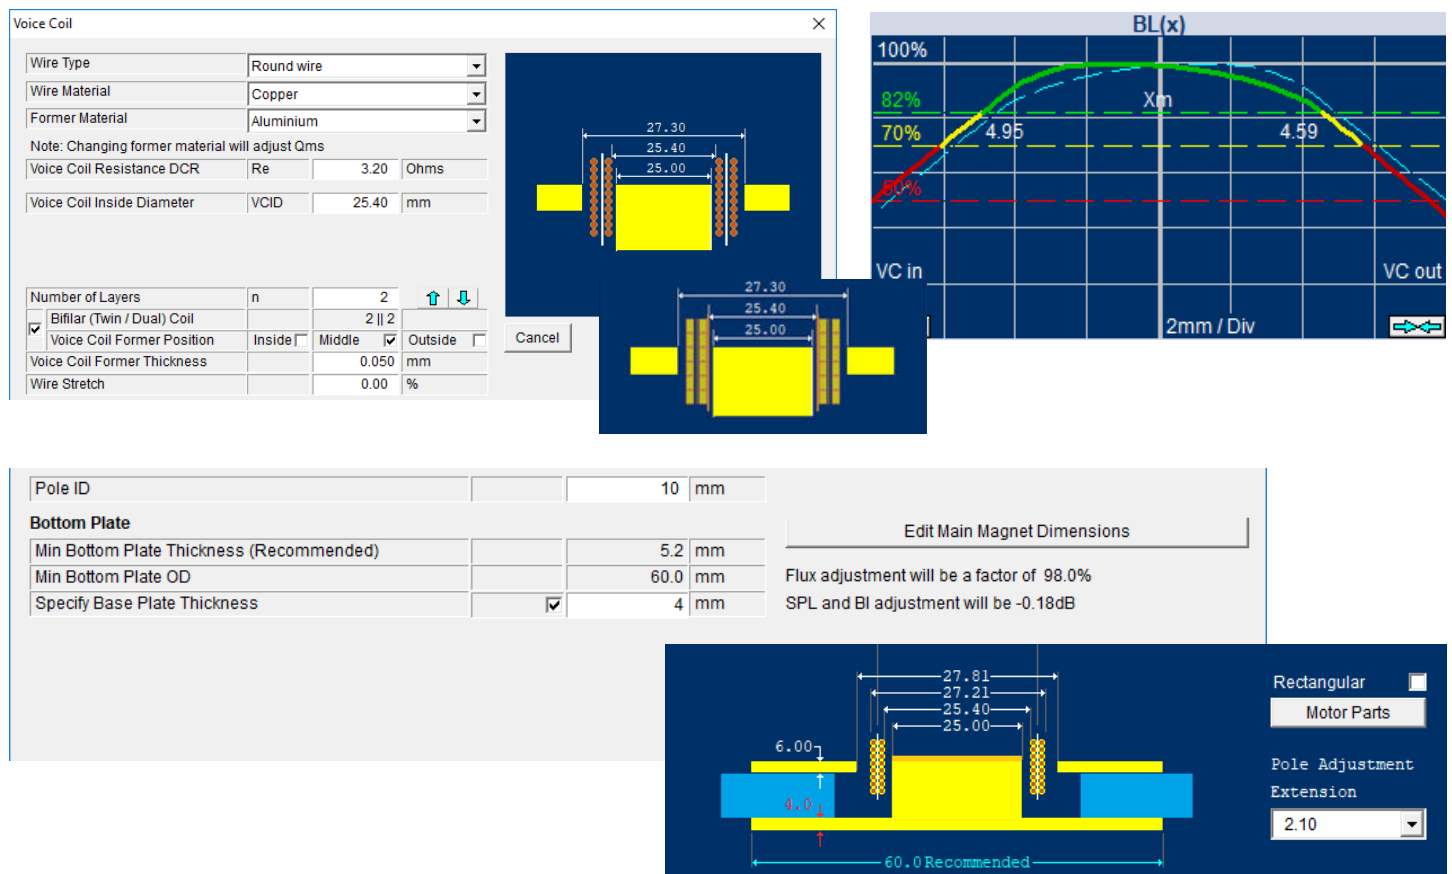 Voice Coil
Wire Type Round wire
Wire Material Copper
Former Material Aluminium
Note: Changing former material will adjust Qms
Voice Coil Resistance DCR Re 3.20 Ohms
Voice Coil Inside Diameter VCID 25.40 mm
Number of Layers n 2
Bifilar (Twin / Dual) Coil 2 || 2
Voice Coil Former Position Inside Middle Outside
Voice Coil Former Thickness 0.050 mm
Wire Stretch 0.00 %
27.30
25.40
25.00
Cancel
27.30
25.40
25.00
BL(x)
100%
82%
Xm
70%
4.95
4.59
50%
VC in
VC out
2mm / Div
Pole ID 10 mm
Bottom Plate
Min Bottom Plate Thickness (Recommended) 5.2 mm
Min Bottom Plate OD 60.0 mm
Specify Base Plate Thickness 4 mm
Edit Main Magnet Dimensions
Flux adjustment will be a factor of 98.0%
SPL and Bl adjustment will be -0.18dB
27.81
27.21
25.40
25.00
6.00
4.0
60.0 Recommended
Rectangular
Motor Parts
Pole Adjustment
Extension
2.10